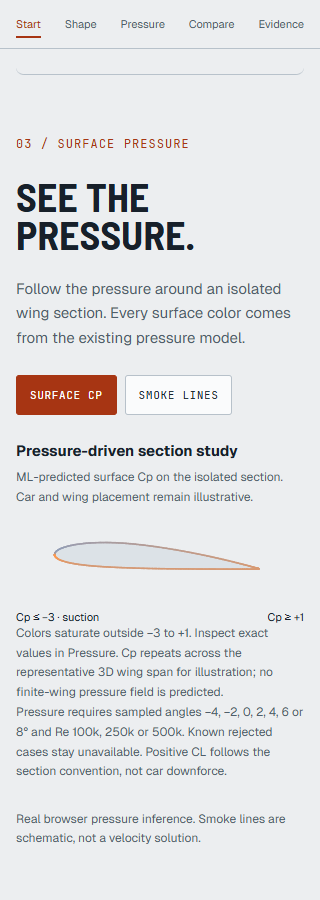 Start Shape Pressure Compare Evidence
03 / SURFACE PRESSURE
SEE THE
PRESSURE.
Follow the pressure around an isolated
wing section. Every surface color comes
from the existing pressure model.
SURFACE CP SMOKE LINES
Pressure-driven section study
ML-predicted surface Cp on the isolated section.
Car and wing placement remain illustrative.
Cp ≤ −3 · suction Cp ≥ +1
Colors saturate outside −3 to +1. Inspect exact
values in Pressure. Cp repeats across the
representative 3D wing span for illustration; no
finite-wing pressure field is predicted.
Pressure requires sampled angles −4, −2, 0, 2, 4, 6 or
8° and Re 100k, 250k or 500k. Known rejected
cases stay unavailable. Positive CL follows the
section convention, not car downforce.
Real browser pressure inference. Smoke lines are
schematic, not a velocity solution.